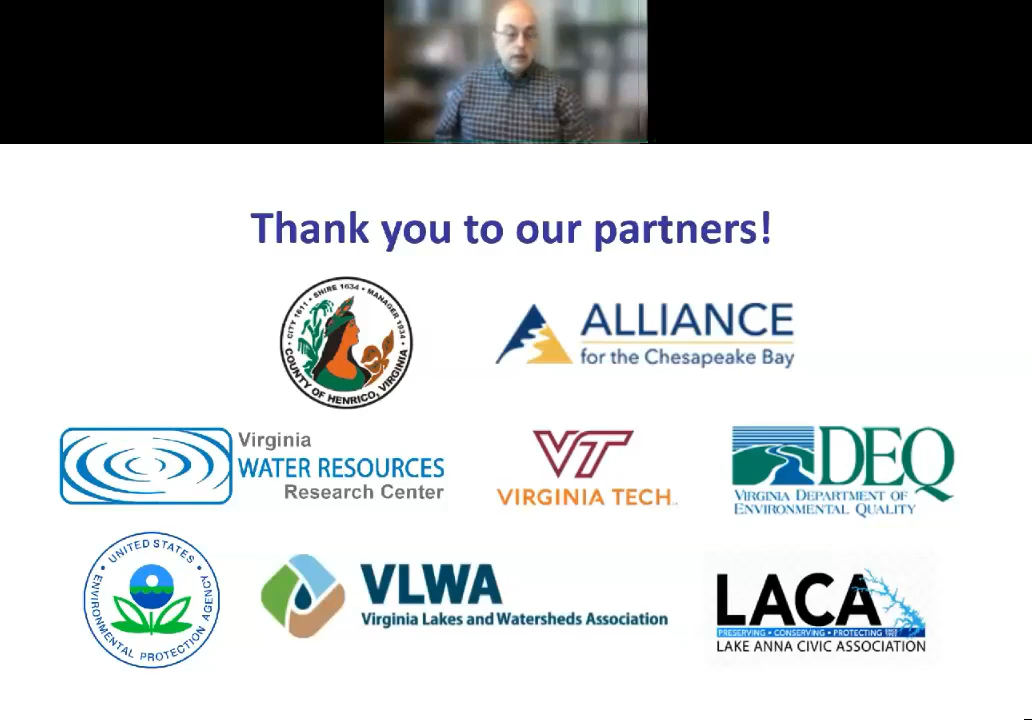 Thank you to our partners!
CITY 1611 • SHIRE 1634 • MANAGER 1934
COUNTY OF HENRICO, VIRGINIA
ALLIANCE
for the Chesapeake Bay
Virginia
WATER RESOURCES
Research Center
VT
VIRGINIA TECH
DEQ
VIRGINIA DEPARTMENT OF
ENVIRONMENTAL QUALITY
UNITED STATES
ENVIRONMENTAL PROTECTION AGENCY
VLWA
Virginia Lakes and Watersheds Association
LACA
PRESERVING • CONSERVING • PROTECTING
LAKE ANNA CIVIC ASSOCIATION